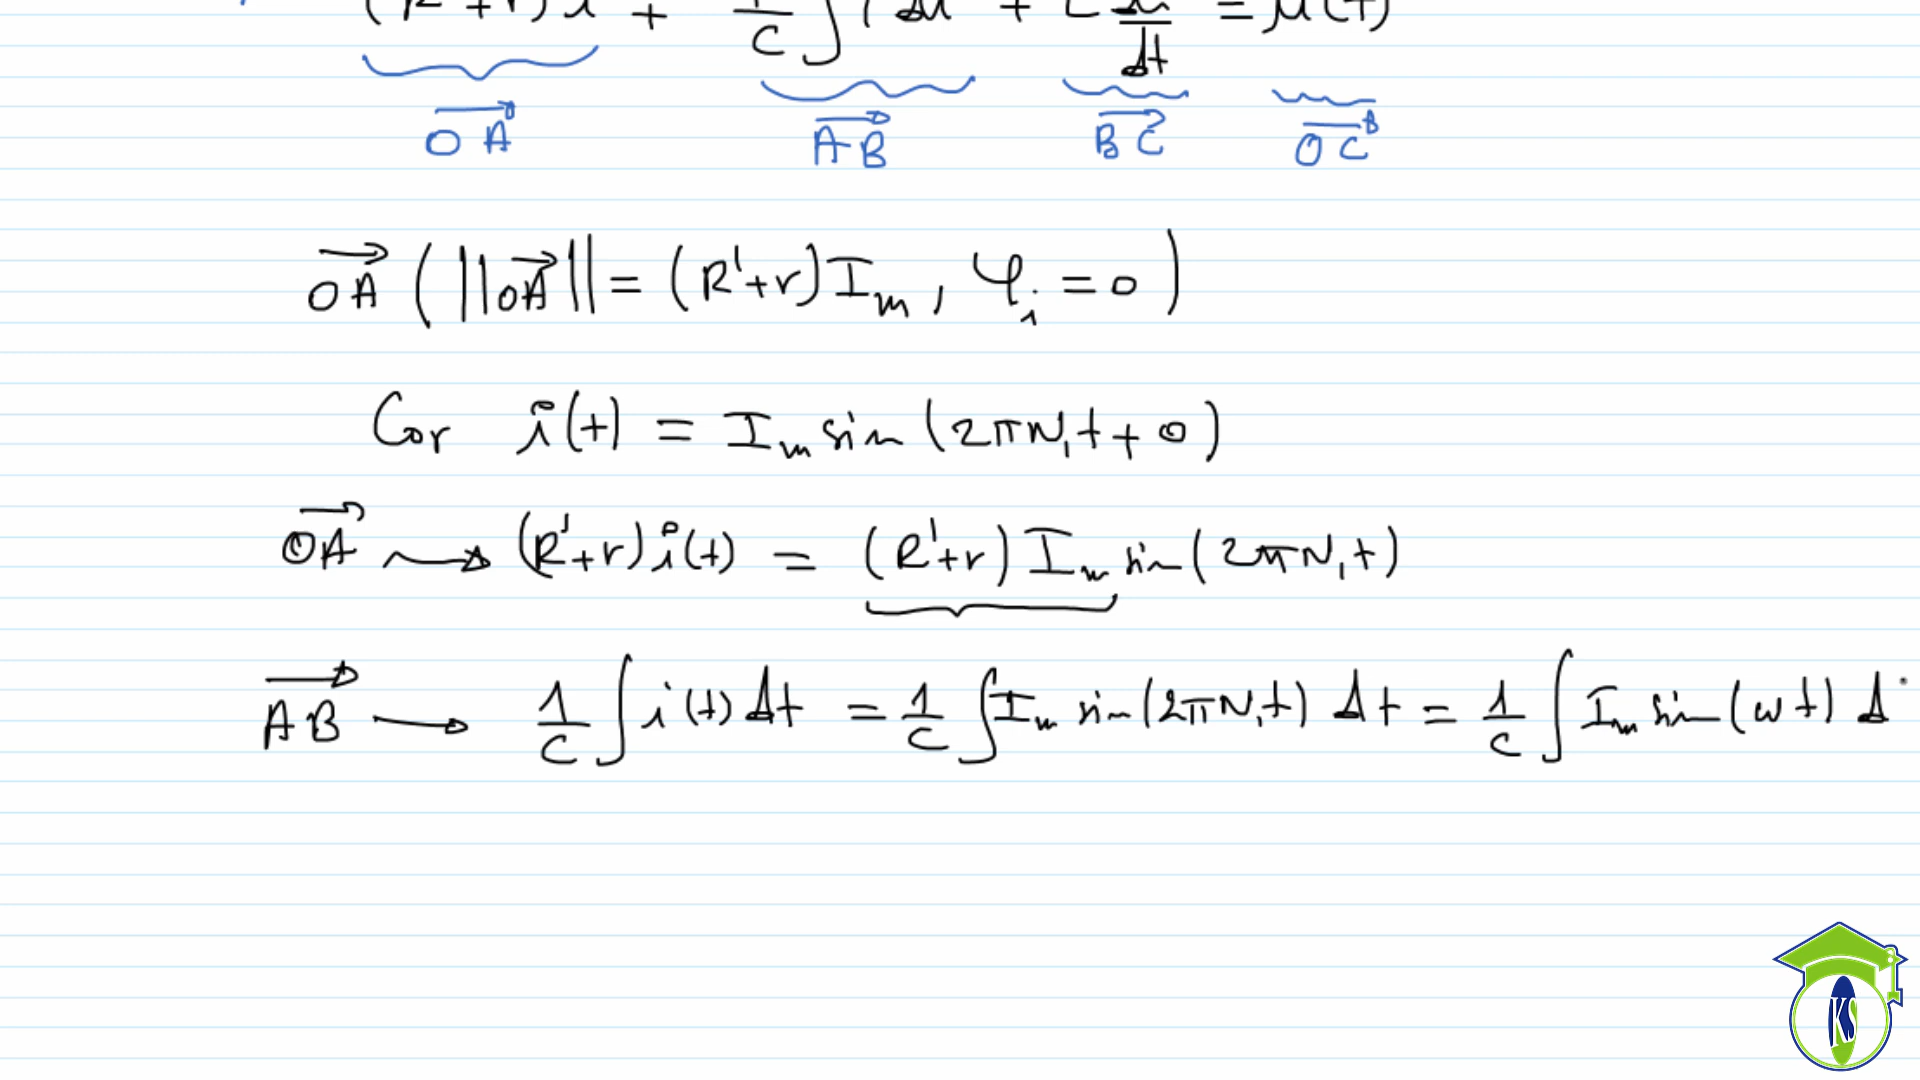 (R'+r)i + 1/C ∫ i dt + L di/dt = u(t)
OA AB BC OC
OA ( ||OA|| = (R'+r) Im, φi = 0 )
Car i(t) = Im sin(2πN₁t + 0)
OA → (R'+r)i(t) = (R'+r) Im sin(2πN₁t)
AB → 1/C ∫ i(t) dt = 1/C ∫ Im sin(2πN₁t) dt = 1/C ∫ Im sin(ωt) d
KS